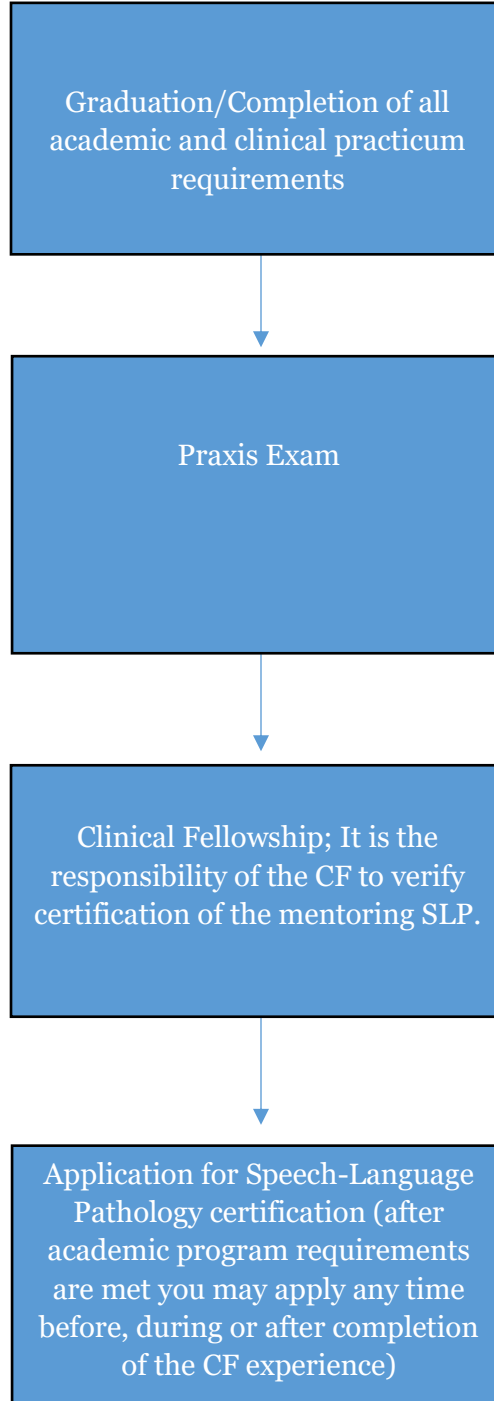 Graduation/Completion of all
academic and clinical practicum
requirements
Praxis Exam
Clinical Fellowship; It is the
responsibility of the CF to verify
certification of the mentoring SLP.
Application for Speech-Language
Pathology certification (after
academic program requirements
are met you may apply any time
before, during or after completion
of the CF experience)